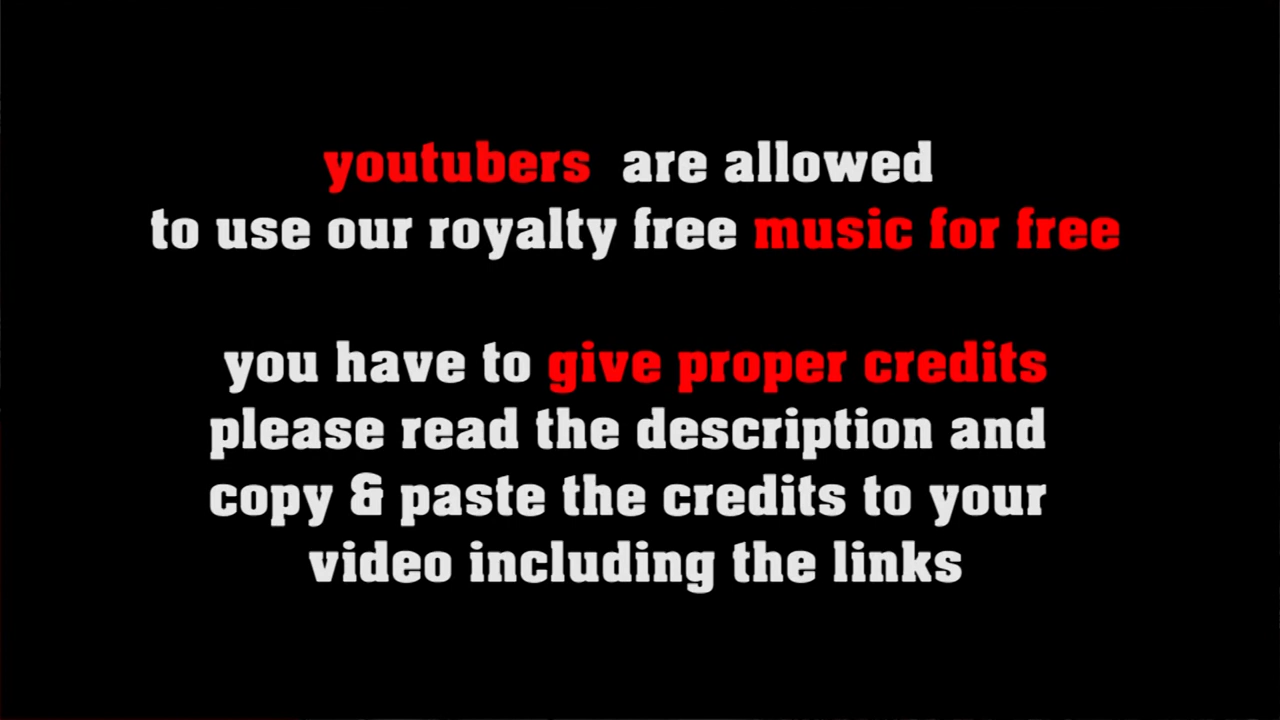 youtubers are allowed
to use our royalty free music for free
you have to give proper credits
please read the description and
copy & paste the credits to your
video including the links